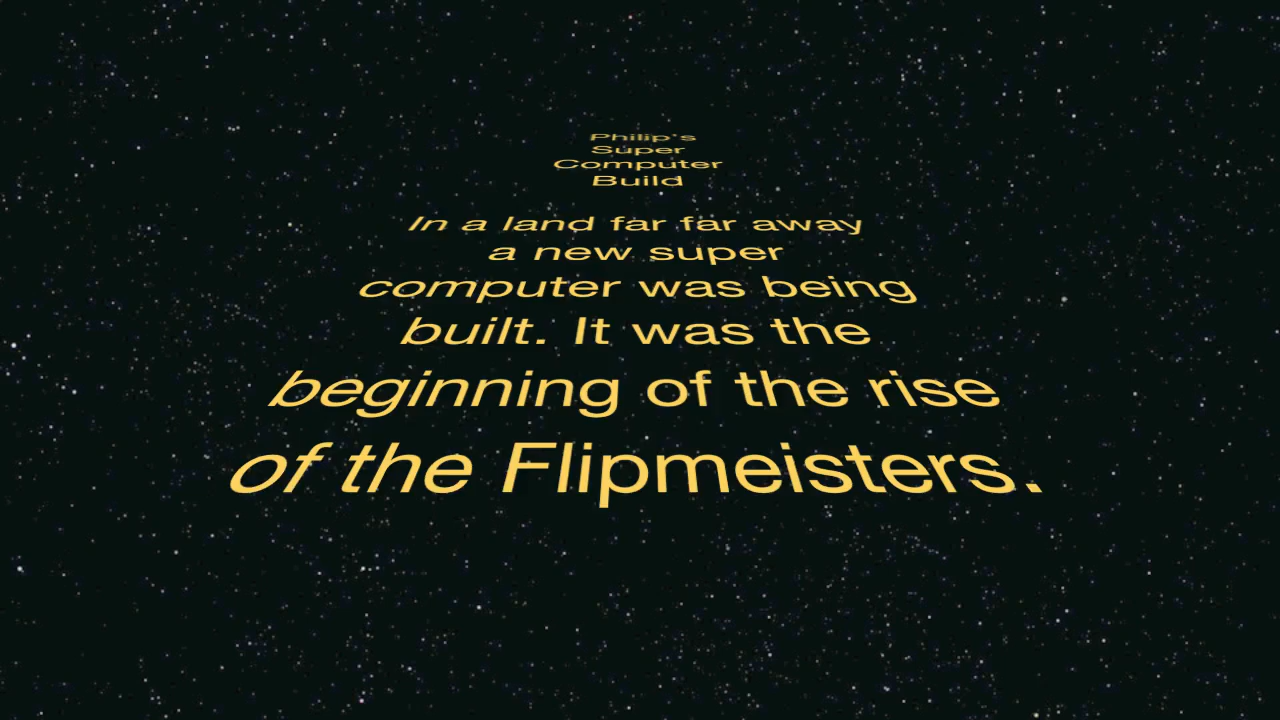 Philip's
Super
Computer
Build
In a land far far away
a new super
computer was being
built. It was the
beginning of the rise
of the Flipmeisters.